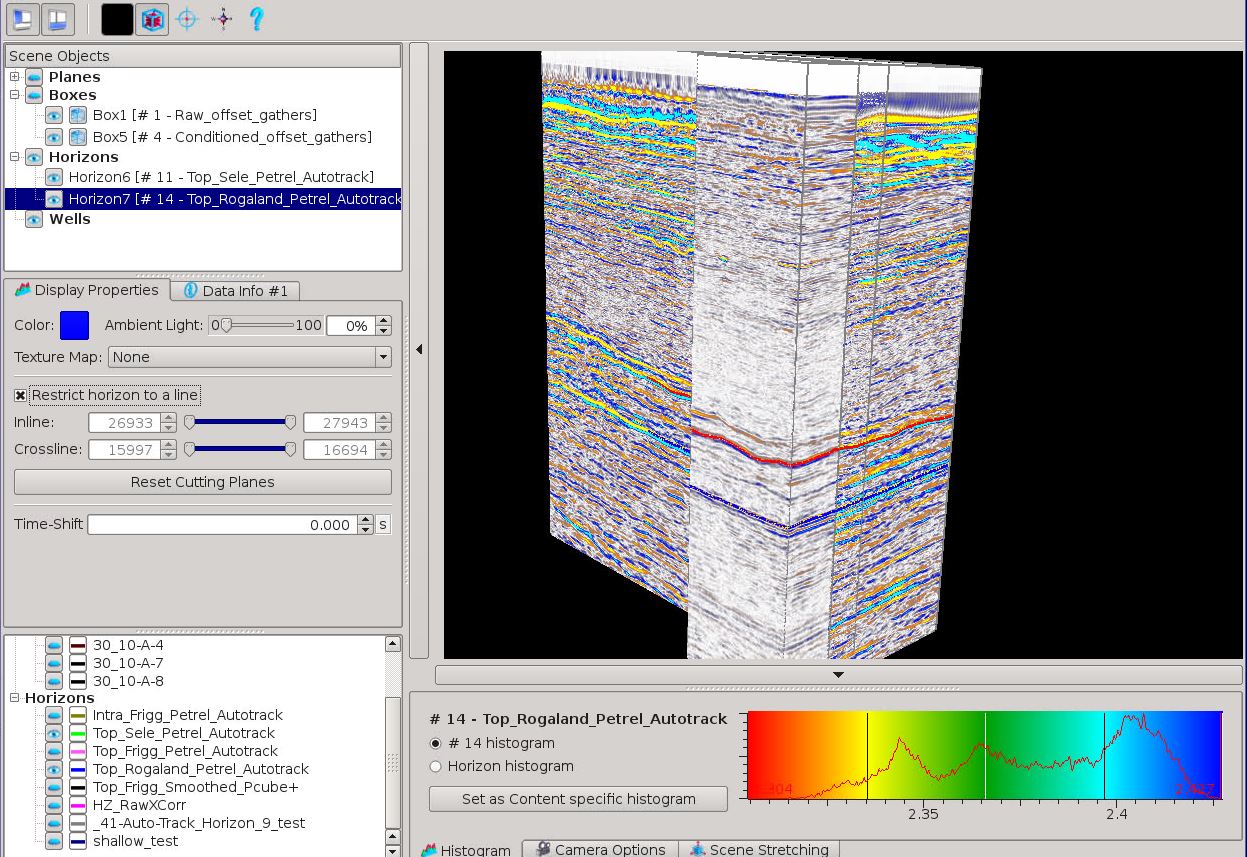 Scene Objects
Planes
Boxes
Box1 [# 1 - Raw_offset_gathers]
Box5 [# 4 - Conditioned_offset_gathers]
Horizons
Horizon6 [# 11 - Top_Sele_Petrel_Autotrack]
Horizon7 [# 14 - Top_Rogaland_Petrel_Autotrack
Wells
Display Properties
Data Info #1
Color:
Ambient Light: 0 100 0%
Texture Map: None
Restrict horizon to a line
Inline: 26933 27943
Crossline: 15997 16694
Reset Cutting Planes
Time-Shift 0.000 s
30_10-A-4
30_10-A-7
30_10-A-8
Horizons
Intra_Frigg_Petrel_Autotrack
Top_Sele_Petrel_Autotrack
Top_Frigg_Petrel_Autotrack
Top_Rogaland_Petrel_Autotrack
Top_Frigg_Smoothed_Pcube+
HZ_RawXCorr
_41-Auto-Track_Horizon_9_test
shallow_test
# 14 - Top_Rogaland_Petrel_Autotrack
# 14 histogram
Horizon histogram
Set as Content specific histogram
2.35 2.4
Histogram
Camera Options
Scene Stretching